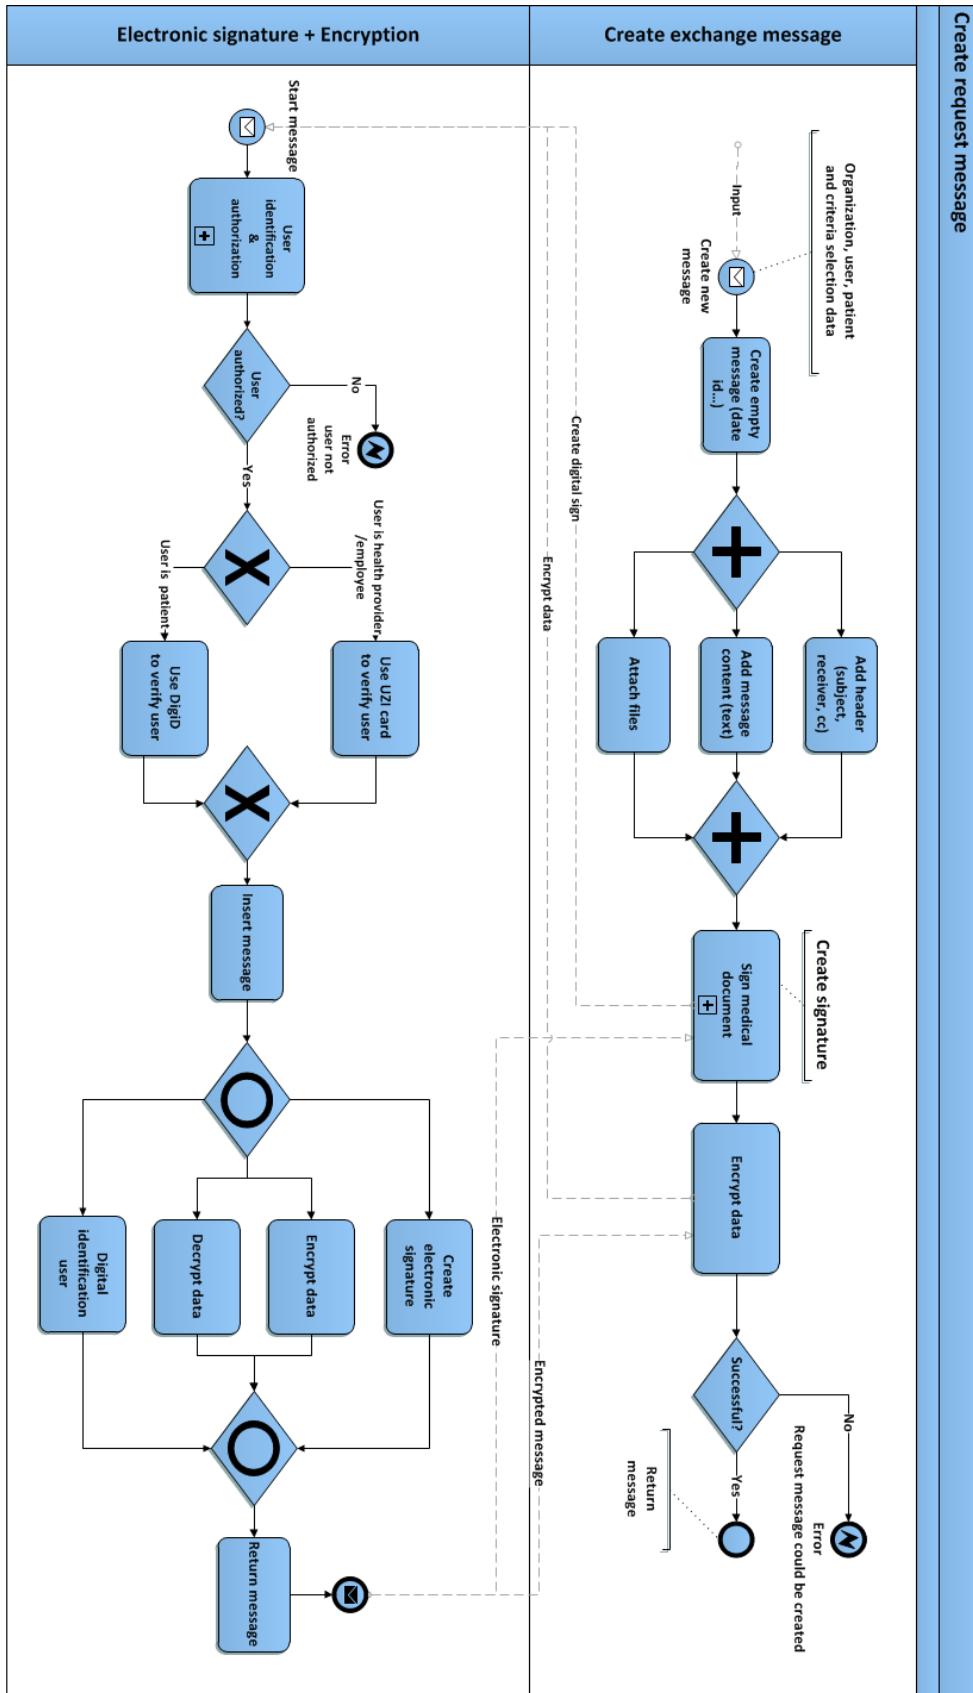 Create request message
Create exchange message
Electronic signature + Encryption
Organization, user, patient
and criteria selection data
Input
Create new
message
Create empty
message (date
id...)
Add header
(subject,
receiver, cc)
Add message
content (text)
Attach files
Create signature
Sign medical
document
Encrypt data
Successful?
No
Error
Request message could be created
Yes
Return
message
Create digital sign
Encrypt data
Electronic signature
Encrypted message
Start message
User
identification
&
authorization
User
authorized?
No
Error
user not
authorized
Yes
User is health provider
/employee
User is patient
Use UZI card
to verify user
Use DigiD
to verify user
Insert message
Create
electronic
signature
Encrypt data
Decrypt data
Digital
identification
user
Return message